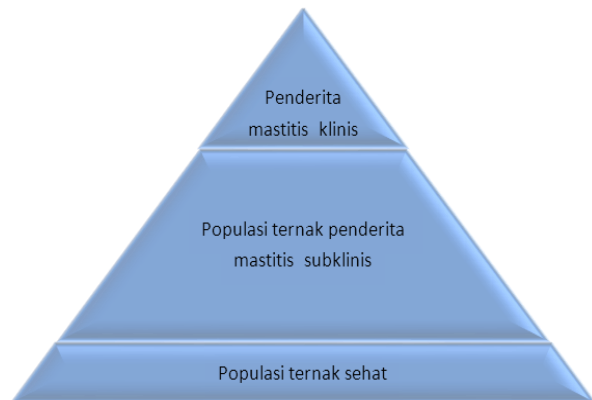 Penderita
mastitis klinis
Populasi ternak penderita
mastitis subklinis
Populasi ternak sehat